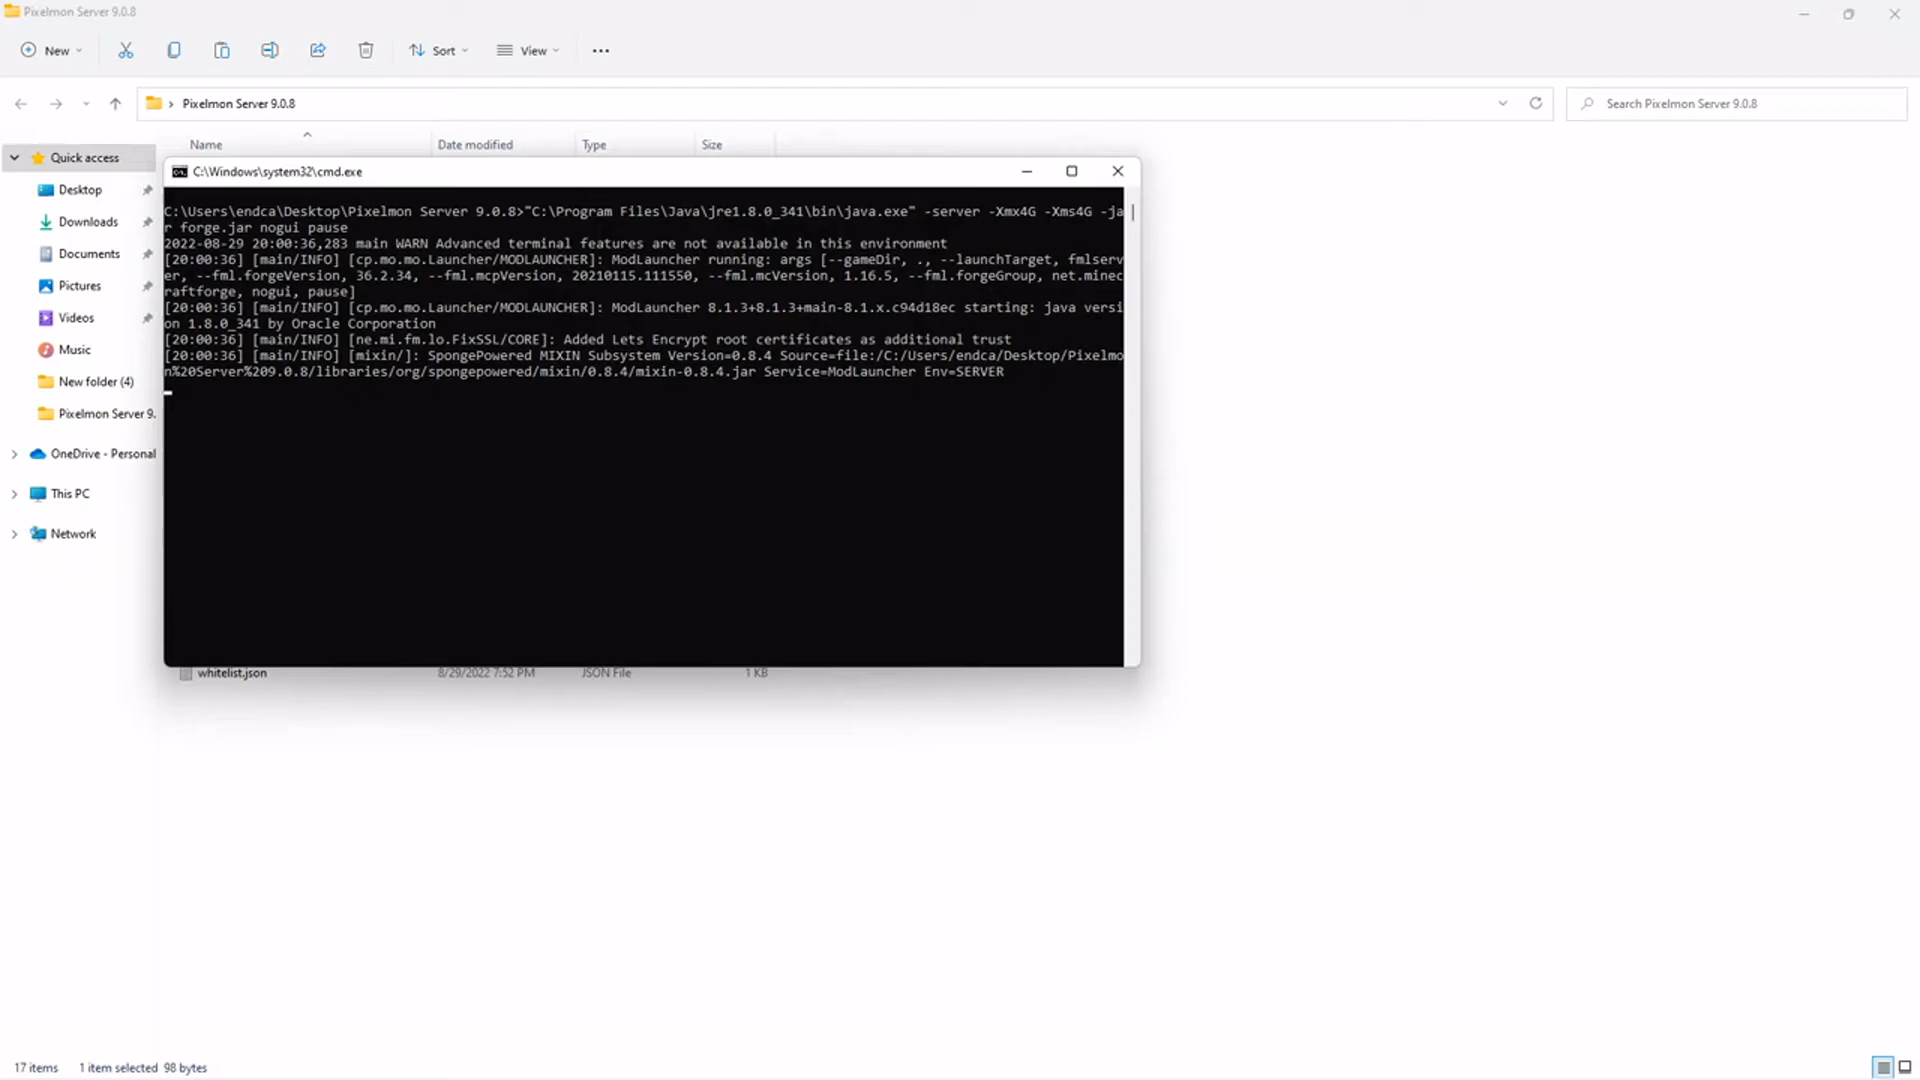 Pixelmon Server 9.0.8
New
Sort
View
Pixelmon Server 9.0.8
Search Pixelmon Server 9.0.8
Name Date modified Type Size
Quick access
Desktop
Downloads
Documents
Pictures
Videos
Music
New folder (4)
Pixelmon Server 9.
OneDrive - Personal
This PC
Network
C:\Windows\system32\cmd.exe
C:\Users\endca\Desktop\Pixelmon Server 9.0.8>"C:\Program Files\Java\jre1.8.0_341\bin\java.exe" -server -Xmx4G -Xms4G -ja
r forge.jar nogui pause
2022-08-29 20:00:36,283 main WARN Advanced terminal features are not available in this environment
[20:00:36] [main/INFO] [cp.mo.mo.Launcher/MODLAUNCHER]: ModLauncher running: args [--gameDir, ., --launchTarget, fmlserv
er, --fml.forgeVersion, 36.2.34, --fml.mcpVersion, 20210115.111550, --fml.mcVersion, 1.16.5, --fml.forgeGroup, net.minec
raftforge, nogui, pause]
[20:00:36] [main/INFO] [cp.mo.mo.Launcher/MODLAUNCHER]: ModLauncher 8.1.3+8.1.3+main-8.1.x.c94d18ec starting: java versi
on 1.8.0_341 by Oracle Corporation
[20:00:36] [main/INFO] [ne.mi.fm.lo.FixSSL/CORE]: Added Lets Encrypt root certificates as additional trust
[20:00:36] [main/INFO] [mixin/]: SpongePowered MIXIN Subsystem Version=0.8.4 Source=file:/C:/Users/endca/Desktop/Pixelmo
n%20Server%209.0.8/libraries/org/spongepowered/mixin/0.8.4/mixin-0.8.4.jar Service=ModLauncher Env=SERVER
whitelist.json 8/29/2022 7:52 PM JSON File 1 KB
17 items 1 item selected 98 bytes